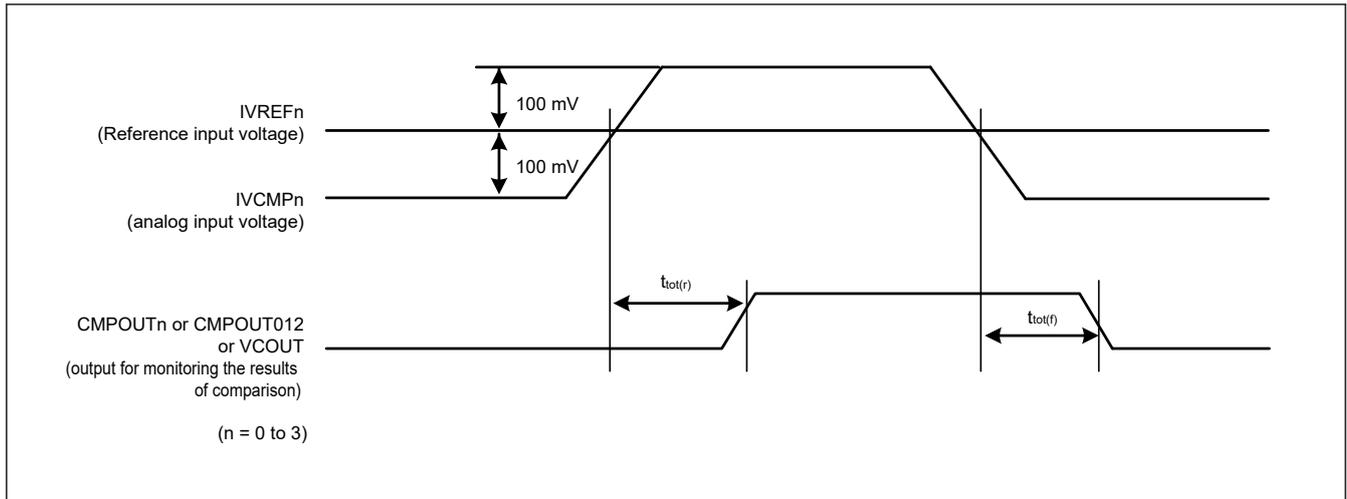 100 mV
IVREFn
(Reference input voltage)
100 mV
IVCMPn
(analog input voltage)
ttot(r)
ttot(f)
CMPOUTn or CMPOUT012
or VCOUT
(output for monitoring the results
of comparison)
(n = 0 to 3)